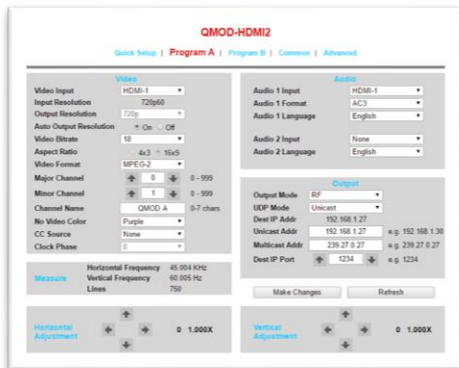 QMOD-HDMI2
Quick Setup | Program A | Program B | Common | Advanced
Video
Video Input HDMI-1
Input Resolution 720p60
Output Resolution 720p
Auto Output Resolution On Off
Video Bitrate 18
Aspect Ratio 4x3 16x9
Video Format MPEG-2
Major Channel 0 0 - 999
Minor Channel 1 0 - 999
Channel Name QMOD A 0-7 chars
No Video Color Purple
CC Source None
Clock Phase 0
Audio
Audio 1 Input HDMI-1
Audio 1 Format AC3
Audio 1 Language English
Audio 2 Input None
Audio 2 Language English
Output
Output Mode RF
UDP Mode Unicast
Dest IP Addr 192.168.1.27
Unicast Addr 192.168.1.27 e.g. 192.168.1.30
Multicast Addr 239.27.0.27 e.g. 239.27.0.27
Dest IP Port 1234 e.g. 1234
Measure
Horizontal Frequency 45.004 KHz
Vertical Frequency 60.005 Hz
Lines 750
Make Changes Refresh
Horizontal Adjustment 0 1.000X
Vertical Adjustment 0 1.000X